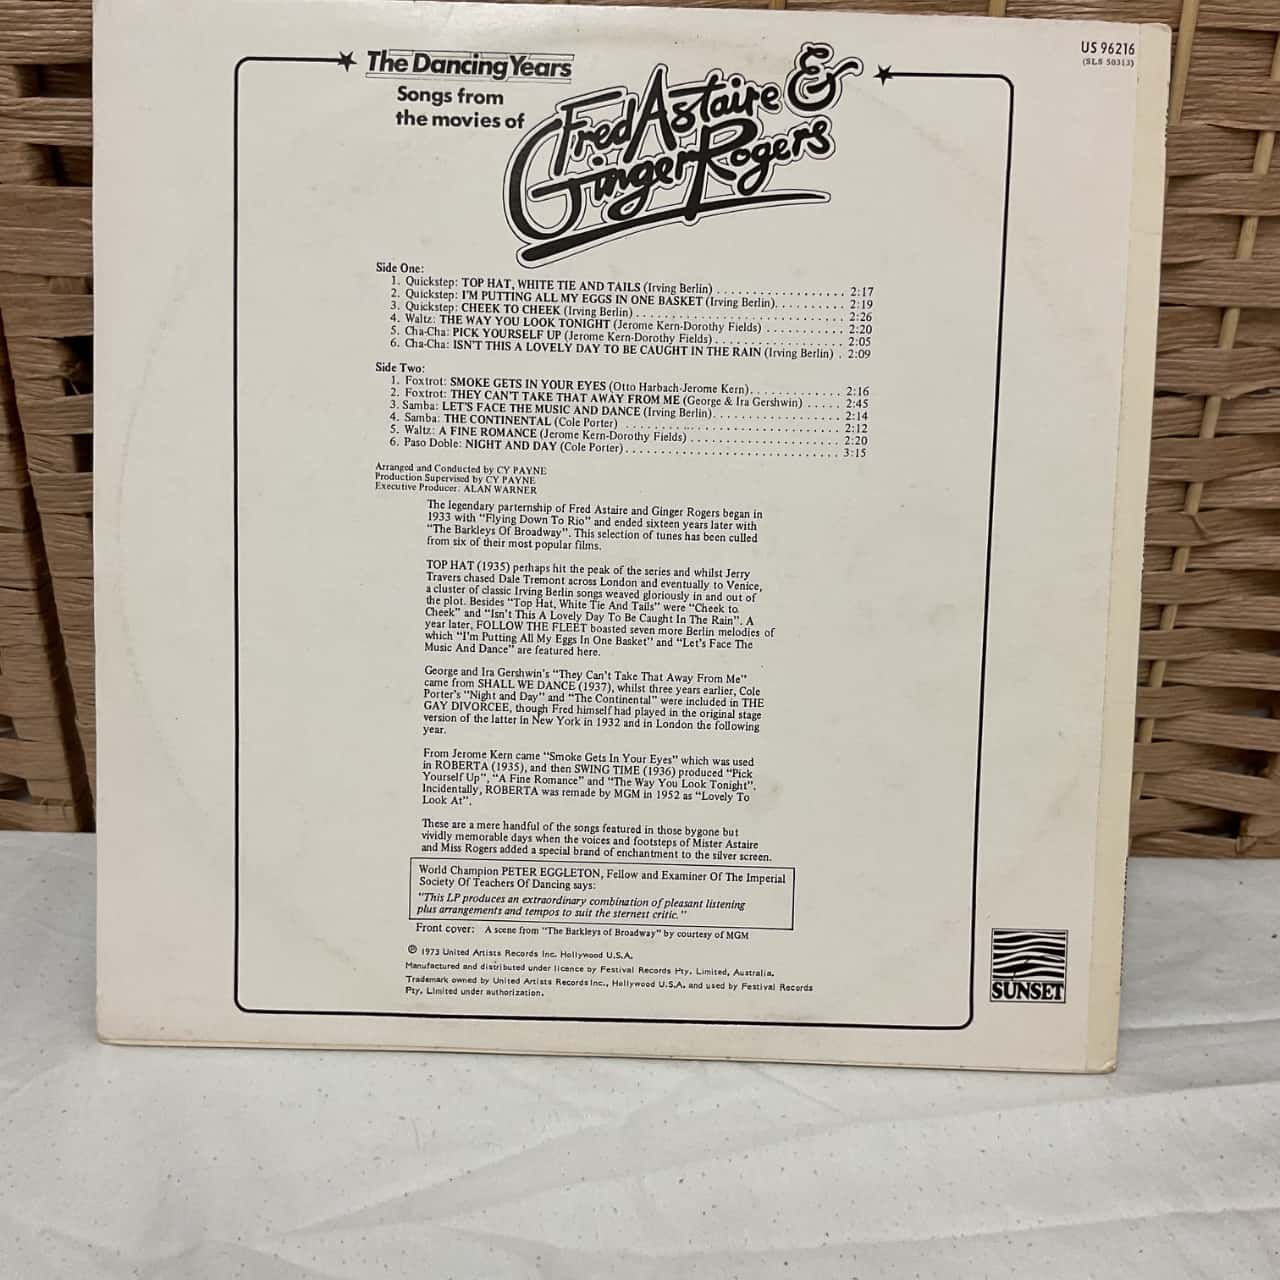 US 96216
(SLS 50313)
The Dancing Years
Songs from
the movies of
Fred Astaire &
Ginger Rogers
Side One:
1. Quickstep: TOP HAT, WHITE TIE AND TAILS (Irving Berlin) . . . . . . . . . . . . . . . . . . 2:17
2. Quickstep: I'M PUTTING ALL MY EGGS IN ONE BASKET (Irving Berlin). . . . . . . . . . 2:19
3. Quickstep: CHEEK TO CHEEK (Irving Berlin) . . . . . . . . . . . . . . . . . . . . . . . . . . . . . 2:26
4. Waltz: THE WAY YOU LOOK TONIGHT (Jerome Kern-Dorothy Fields) . . . . . . . . . . . 2:20
5. Cha-Cha: PICK YOURSELF UP (Jerome Kern-Dorothy Fields) . . . . . . . . . . . . . . . . . . 2:05
6. Cha-Cha: ISN'T THIS A LOVELY DAY TO BE CAUGHT IN THE RAIN (Irving Berlin) . 2:09
Side Two:
1. Foxtrot: SMOKE GETS IN YOUR EYES (Otto Harbach-Jerome Kern). . . . . . . . . . . . . 2:16
2. Foxtrot: THEY CAN'T TAKE THAT AWAY FROM ME (George & Ira Gershwin) . . . . . 2:45
3. Samba: LET'S FACE THE MUSIC AND DANCE (Irving Berlin). . . . . . . . . . . . . . . . . . 2:14
4. Samba: THE CONTINENTAL (Cole Porter) . . . . . . . . . . . . . . . . . . . . . . . . . . . . . . 2:12
5. Waltz: A FINE ROMANCE (Jerome Kern-Dorothy Fields) . . . . . . . . . . . . . . . . . . . . . 2:20
6. Paso Doble: NIGHT AND DAY (Cole Porter) . . . . . . . . . . . . . . . . . . . . . . . . . . . . . . 3:15
Arranged and Conducted by CY PAYNE
Production Supervised by CY PAYNE
Executive Producer: ALAN WARNER
The legendary parternship of Fred Astaire and Ginger Rogers began in
1933 with "Flying Down To Rio" and ended sixteen years later with
"The Barkleys Of Broadway". This selection of tunes has been culled
from six of their most popular films.
TOP HAT (1935) perhaps hit the peak of the series and whilst Jerry
Travers chased Dale Tremont across London and eventually to Venice,
a cluster of classic Irving Berlin songs weaved gloriously in and out of
the plot. Besides "Top Hat, White Tie And Tails" were "Cheek to
Cheek" and "Isn't This A Lovely Day To Be Caught In The Rain". A
year later, FOLLOW THE FLEET boasted seven more Berlin melodies of
which "I'm Putting All My Eggs In One Basket" and "Let's Face The
Music And Dance" are featured here.
George and Ira Gershwin's "They Can't Take That Away From Me"
came from SHALL WE DANCE (1937), whilst three years earlier, Cole
Porter's "Night and Day" and "The Continental" were included in THE
GAY DIVORCEE, though Fred himself had played in the original stage
version of the latter in New York in 1932 and in London the following
year.
From Jerome Kern came "Smoke Gets In Your Eyes" which was used
in ROBERTA (1935), and then SWING TIME (1936) produced "Pick
Yourself Up", "A Fine Romance" and "The Way You Look Tonight".
Incidentally, ROBERTA was remade by MGM in 1952 as "Lovely To
Look At".
These are a mere handful of the songs featured in those bygone but
vividly memorable days when the voices and footsteps of Mister Astaire
and Miss Rogers added a special brand of enchantment to the silver screen.
World Champion PETER EGGLETON, Fellow and Examiner Of The Imperial
Society Of Teachers Of Dancing says:
"This LP produces an extraordinary combination of pleasant listening
plus arrangements and tempos to suit the sternest critic."
Front cover: A scene from "The Barkleys of Broadway" by courtesy of MGM
℗ 1973 United Artists Records Inc. Hollywood U.S.A.
Manufactured and distributed under licence by Festival Records Pty. Limited, Australia.
Trademark owned by United Artists Records Inc., Hollywood U.S.A. and used by Festival Records
Pty. Limited under authorization.
SUNSET